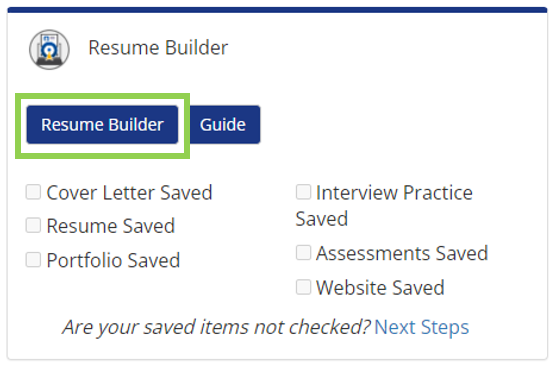 Resume Builder
Resume Builder
Guide
Cover Letter Saved
Resume Saved
Portfolio Saved
Interview Practice
Saved
Assessments Saved
Website Saved
Are your saved items not checked? Next Steps